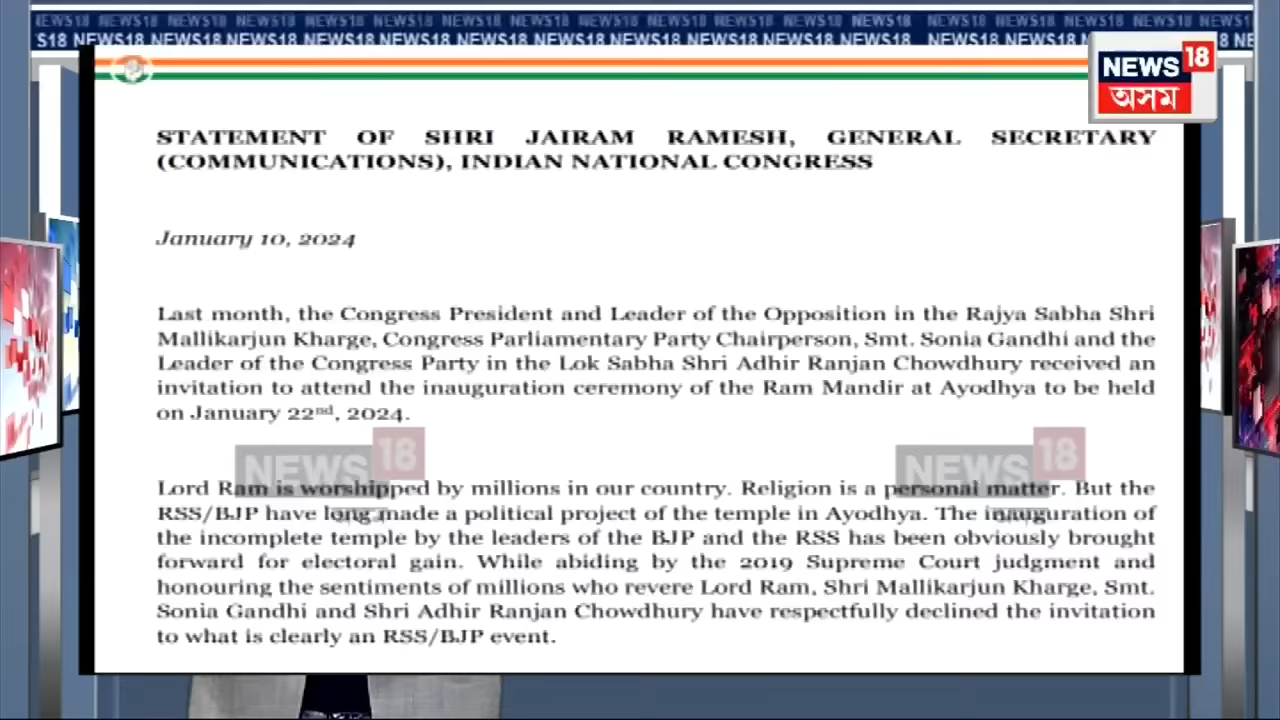 NEWS18 NEWS18 NEWS18 NEWS18 NEWS18 NEWS18 NEWS18 NEWS18 NEWS18 NEWS18 NEWS18 NEWS18
S18 NEWS18 NEWS18 NEWS18 NEWS18 NEWS18 NEWS18 NEWS18 NEWS18 NEWS18 NEWS18
NEWS 18
অসম
STATEMENT OF SHRI JAIRAM RAMESH, GENERAL SECRETARY
(COMMUNICATIONS), INDIAN NATIONAL CONGRESS
January 10, 2024
Last month, the Congress President and Leader of the Opposition in the Rajya Sabha Shri
Mallikarjun Kharge, Congress Parliamentary Party Chairperson, Smt. Sonia Gandhi and the
Leader of the Congress Party in the Lok Sabha Shri Adhir Ranjan Chowdhury received an
invitation to attend the inauguration ceremony of the Ram Mandir at Ayodhya to be held
on January 22nd, 2024.
NEWS 18 NEWS 18
Lord Ram is worshipped by millions in our country. Religion is a personal matter. But the
RSS/BJP have long made a political project of the temple in Ayodhya. The inauguration of
the incomplete temple by the leaders of the BJP and the RSS has been obviously brought
forward for electoral gain. While abiding by the 2019 Supreme Court judgment and
honouring the sentiments of millions who revere Lord Ram, Shri Mallikarjun Kharge, Smt.
Sonia Gandhi and Shri Adhir Ranjan Chowdhury have respectfully declined the invitation
to what is clearly an RSS/BJP event.